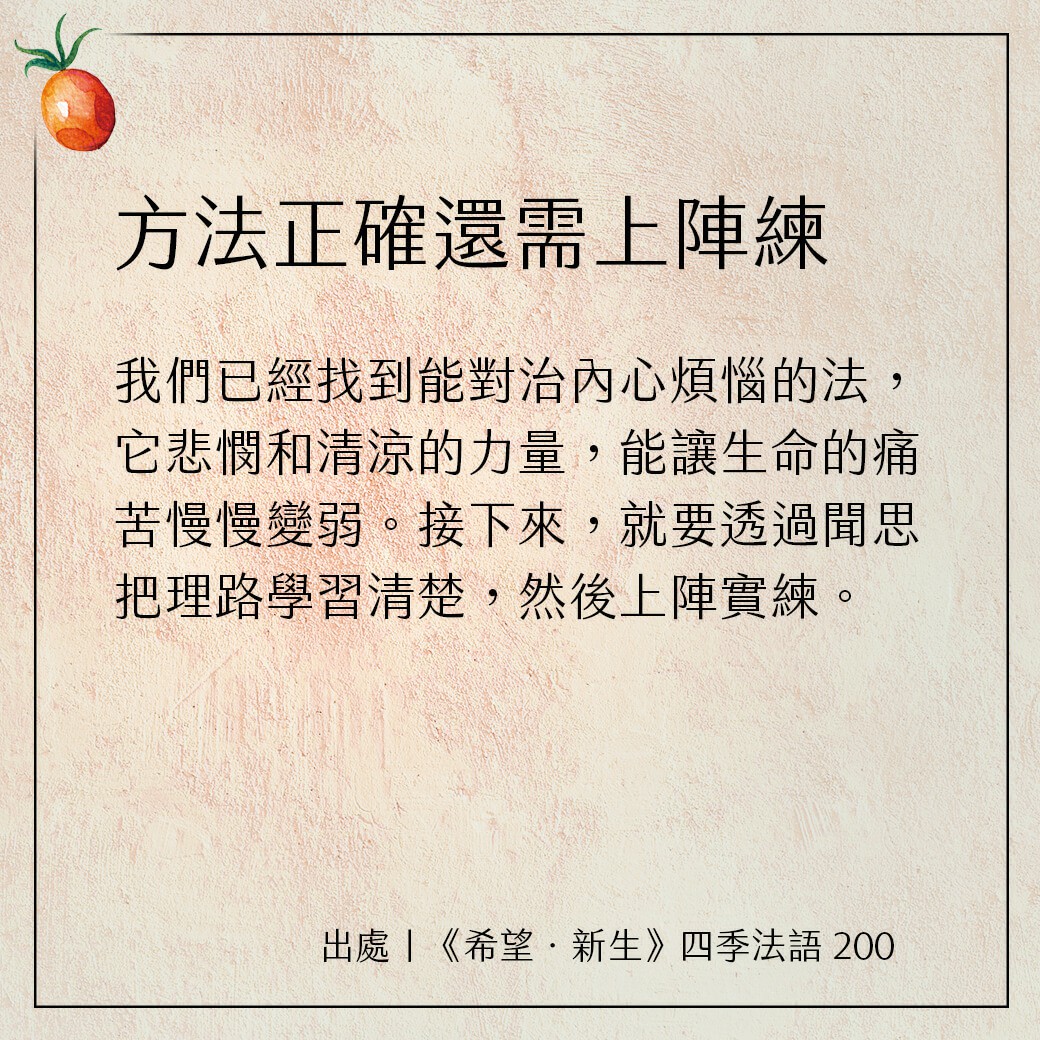 方法正確還需上陣練
我們已經找到能對治內心煩惱的法，
它悲憫和清涼的力量，能讓生命的痛
苦慢慢變弱。接下來，就要透過聞思
把理路學習清楚，然後上陣實練。
出處｜《希望．新生》四季法語 200